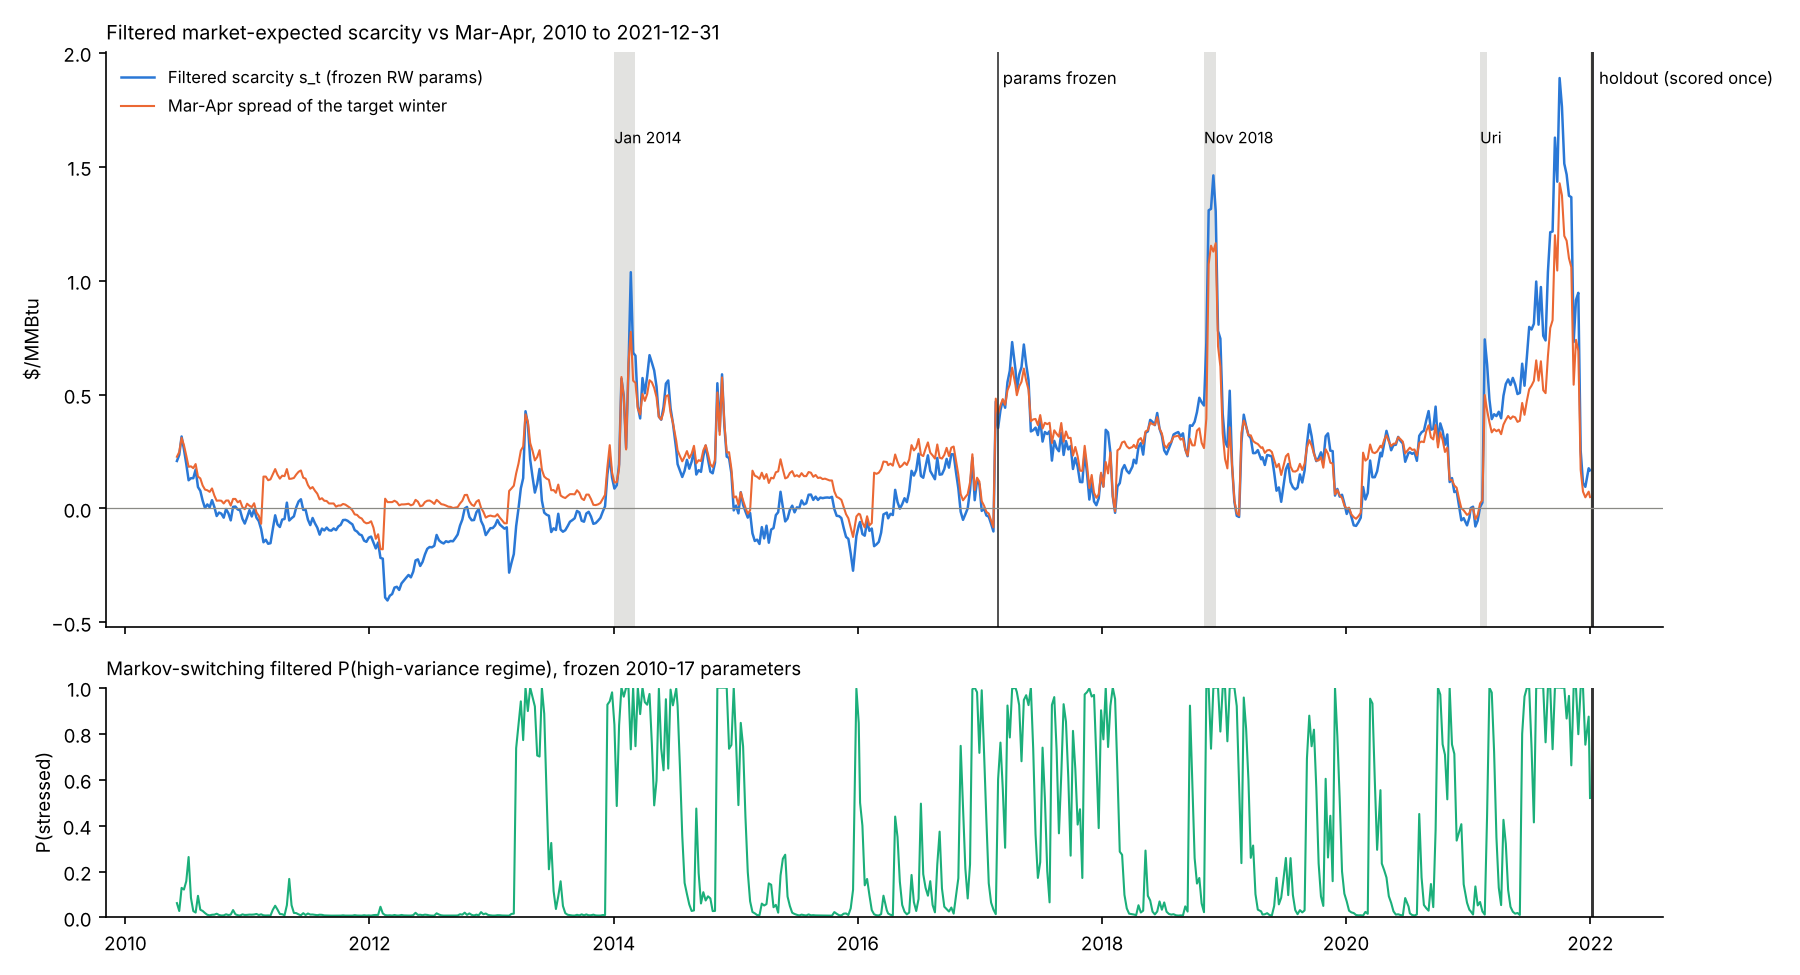 Filtered market-expected scarcity vs Mar-Apr, 2010 to 2021-12-31
2.0
1.5
1.0
0.5
0.0
−0.5
$/MMBtu
Filtered scarcity s_t (frozen RW params)
Mar-Apr spread of the target winter
Jan 2014
params frozen
Nov 2018
Uri
holdout (scored once)
Markov-switching filtered P(high-variance regime), frozen 2010-17 parameters
1.0
0.8
0.6
0.4
0.2
0.0
P(stressed)
2010
2012
2014
2016
2018
2020
2022